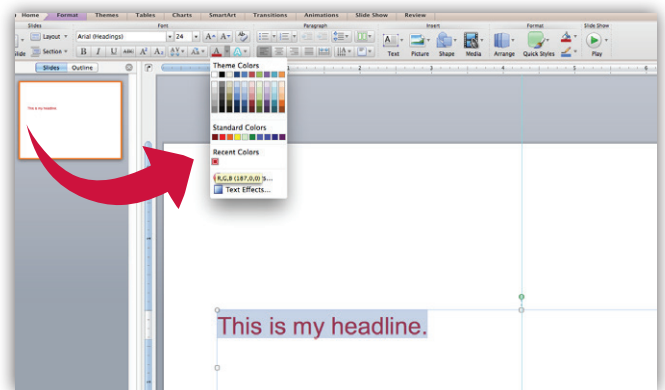 Home Format Themes Tables Charts SmartArt Transitions Animations Slide Show Review
Slides Font Paragraph Insert Format Slide Show
Layout Arial (Headings) 24
Section B I U ABC Text Picture Shape Media Arrange Quick Styles Play
Slides Outline
Theme Colors
This is my headline.
Standard Colors
Recent Colors
R,G,B (187,0,0)
Text Effects...
This is my headline.